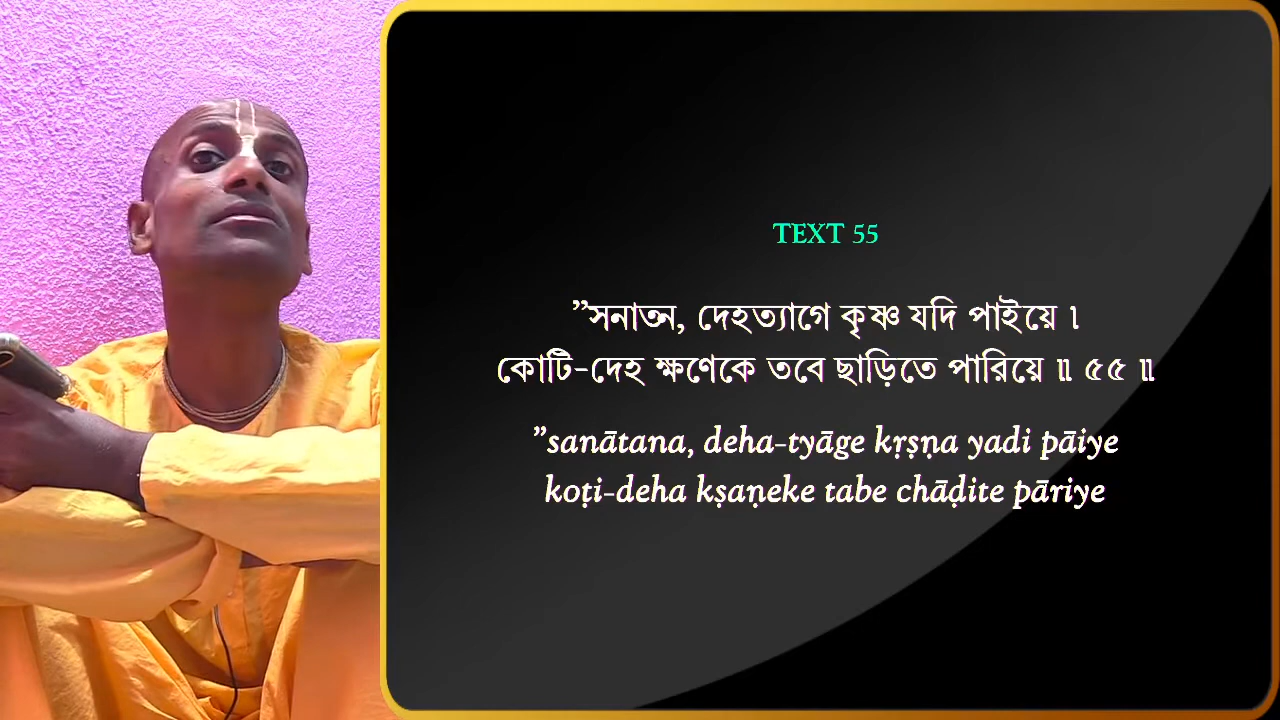 TEXT 55
”সনাতন, দেহত্যাগে কৃষ্ণ যদি পাইয়ে ৷
কোটি-দেহ ক্ষণেকে তবে ছাড়িতে পারিয়ে ॥ ৫৫ ॥
”sanātana, deha-tyāge kṛṣṇa yadi pāiye
koṭi-deha kṣaṇeke tabe chāḍite pāriye